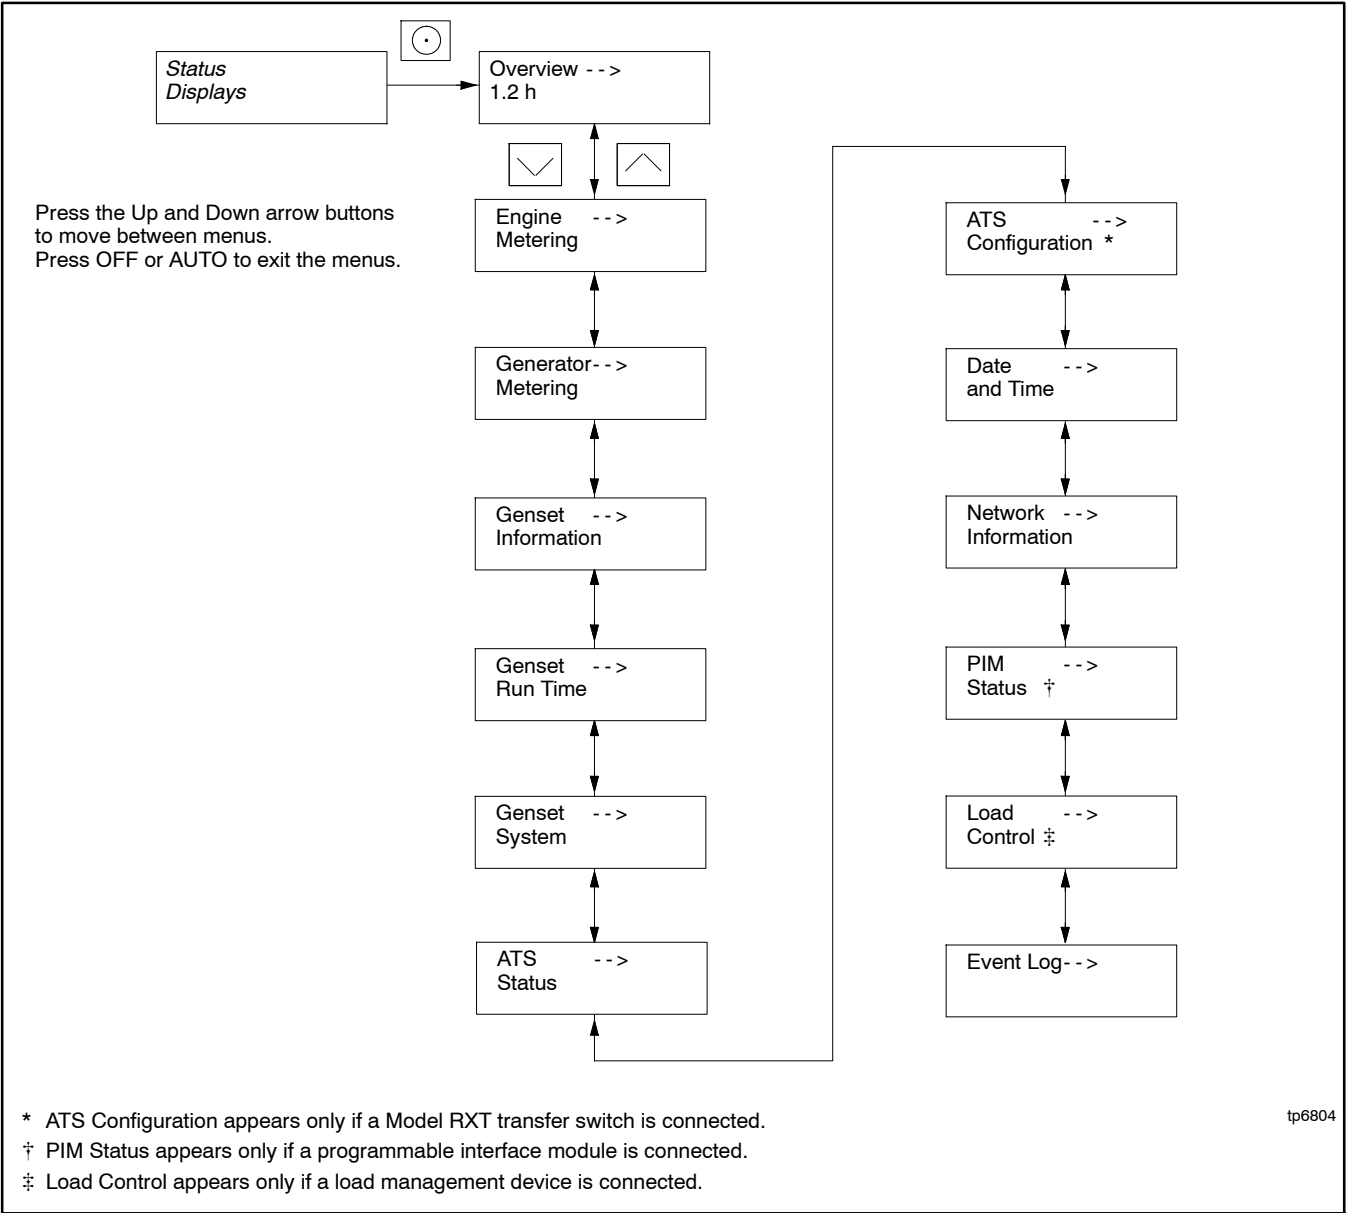 Status
Displays
Overview - ->
1.2 h
Press the Up and Down arrow buttons
to move between menus.
Press OFF or AUTO to exit the menus.
Engine - ->
Metering
Generator- ->
Metering
Genset - ->
Information
Genset - ->
Run Time
Genset - ->
System
ATS - ->
Status
ATS - ->
Configuration *
Date - ->
and Time
Network - ->
Information
PIM - ->
Status †
Load - ->
Control ‡
Event Log- ->
* ATS Configuration appears only if a Model RXT transfer switch is connected.
† PIM Status appears only if a programmable interface module is connected.
‡ Load Control appears only if a load management device is connected.
tp6804